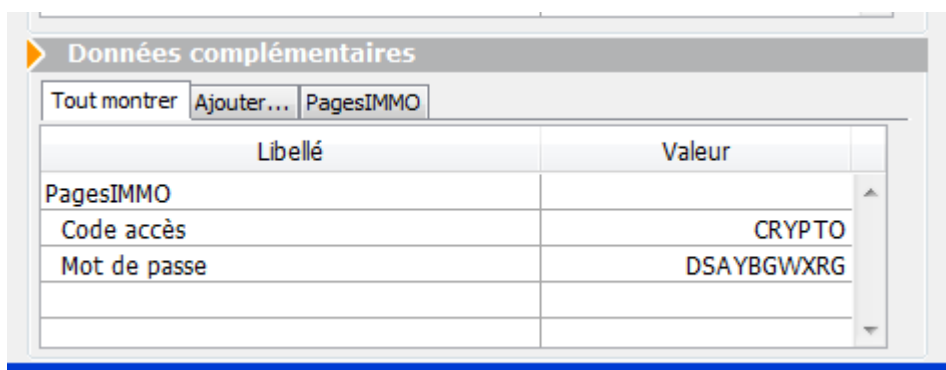 Données complémentaires
Tout montrer Ajouter... PagesIMMO
Libellé Valeur
PagesIMMO
Code accès CRYPTO
Mot de passe DSAYBGWXRG